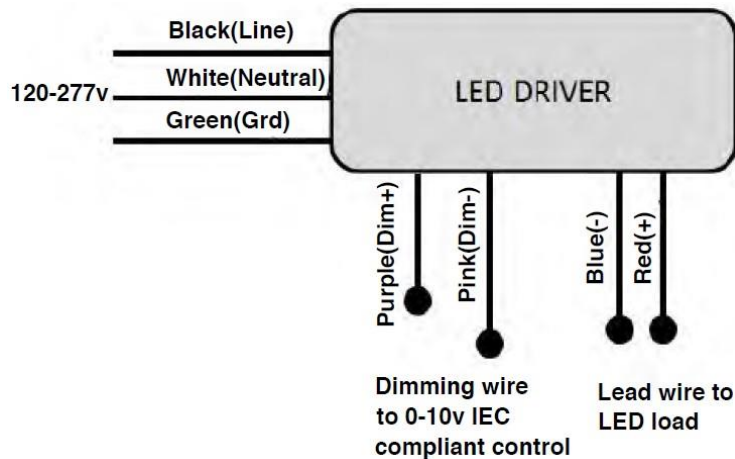 Black(Line)
120-277v
White(Neutral)
Green(Grd)
LED DRIVER
Purple(Dim+)
Pink(Dim-)
Blue(-)
Red(+)
Dimming wire
to 0-10v IEC
compliant control
Lead wire to
LED load